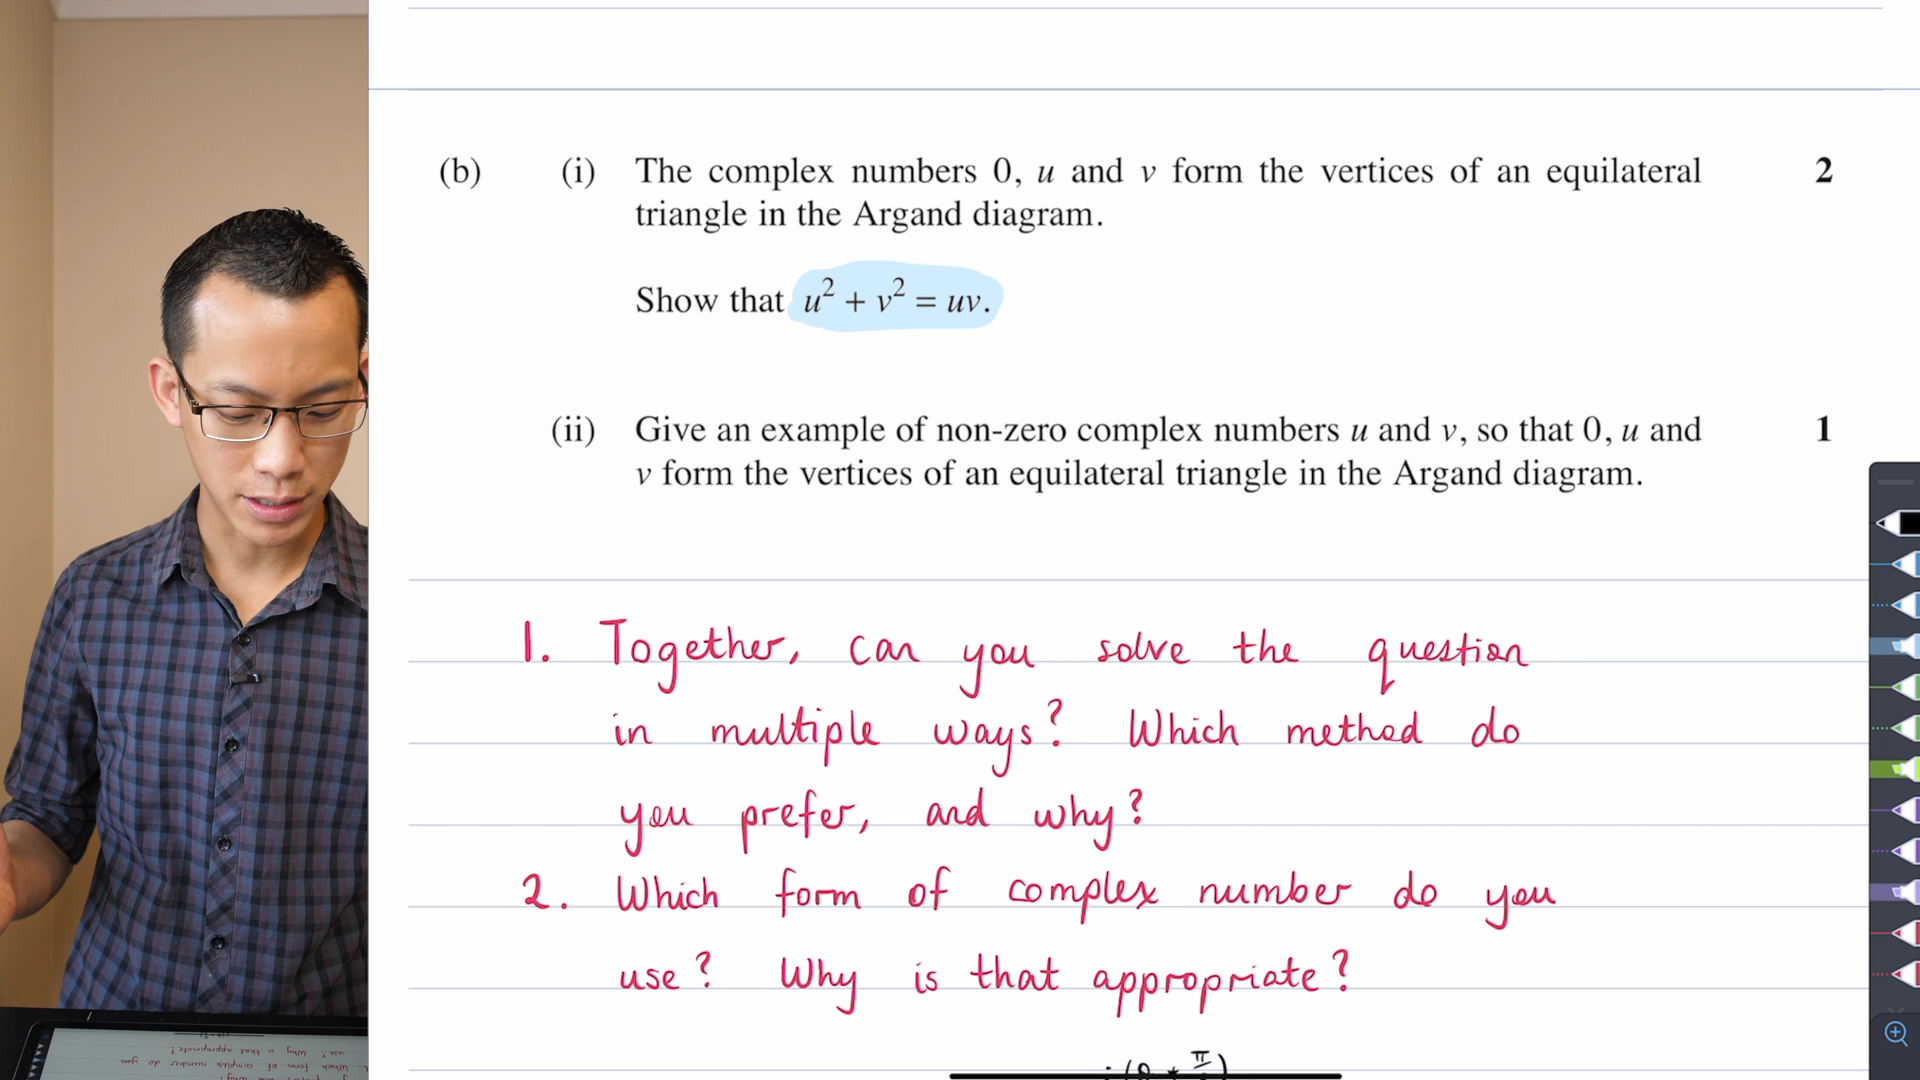 (b) (i) The complex numbers 0, u and v form the vertices of an equilateral 2
triangle in the Argand diagram.
Show that u² + v² = uv.
(ii) Give an example of non-zero complex numbers u and v, so that 0, u and 1
v form the vertices of an equilateral triangle in the Argand diagram.
1. Together, can you solve the question
in multiple ways? Which method do
you prefer, and why?
2. Which form of complex number do you
use? Why is that appropriate?